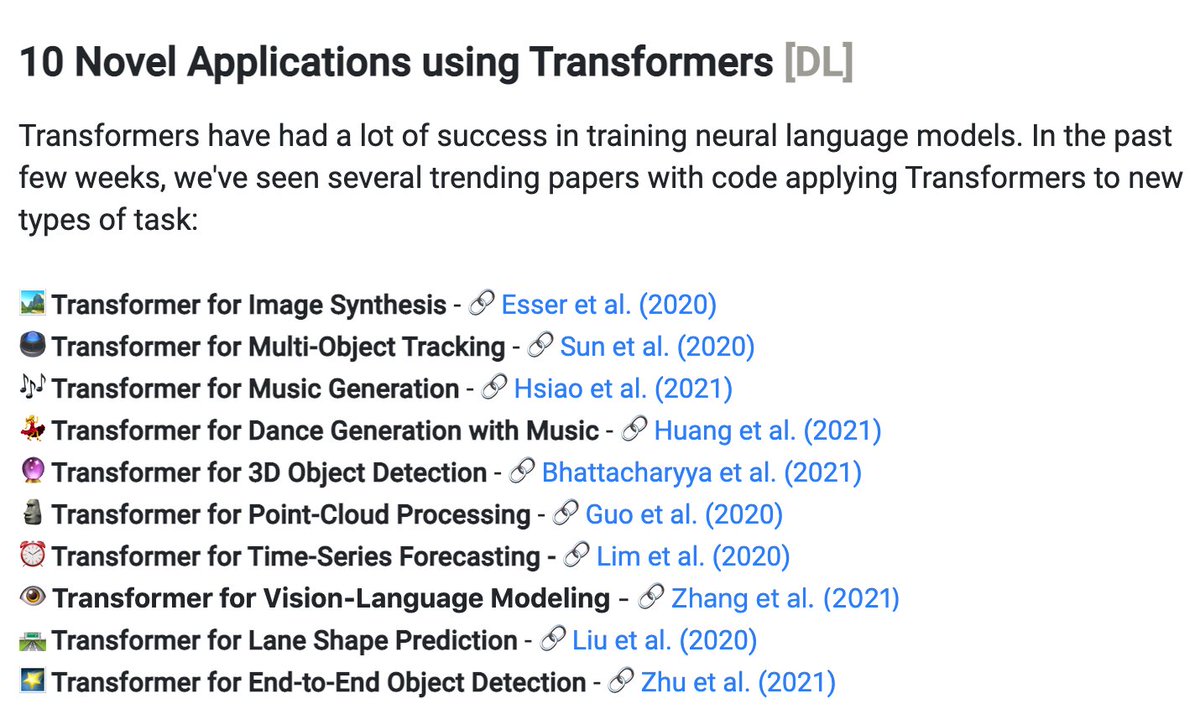 10 Novel Applications using Transformers [DL]
Transformers have had a lot of success in training neural language models. In the past
few weeks, we've seen several trending papers with code applying Transformers to new
types of task:
🏞️ Transformer for Image Synthesis - 🔗 Esser et al. (2020)
🖲️ Transformer for Multi-Object Tracking - 🔗 Sun et al. (2020)
🎶 Transformer for Music Generation - 🔗 Hsiao et al. (2021)
💃 Transformer for Dance Generation with Music - 🔗 Huang et al. (2021)
🔮 Transformer for 3D Object Detection - 🔗 Bhattacharyya et al. (2021)
🗿 Transformer for Point-Cloud Processing - 🔗 Guo et al. (2020)
⏰ Transformer for Time-Series Forecasting - 🔗 Lim et al. (2020)
👁️ Transformer for Vision-Language Modeling - 🔗 Zhang et al. (2021)
🛣️ Transformer for Lane Shape Prediction - 🔗 Liu et al. (2020)
🌠 Transformer for End-to-End Object Detection - 🔗 Zhu et al. (2021)